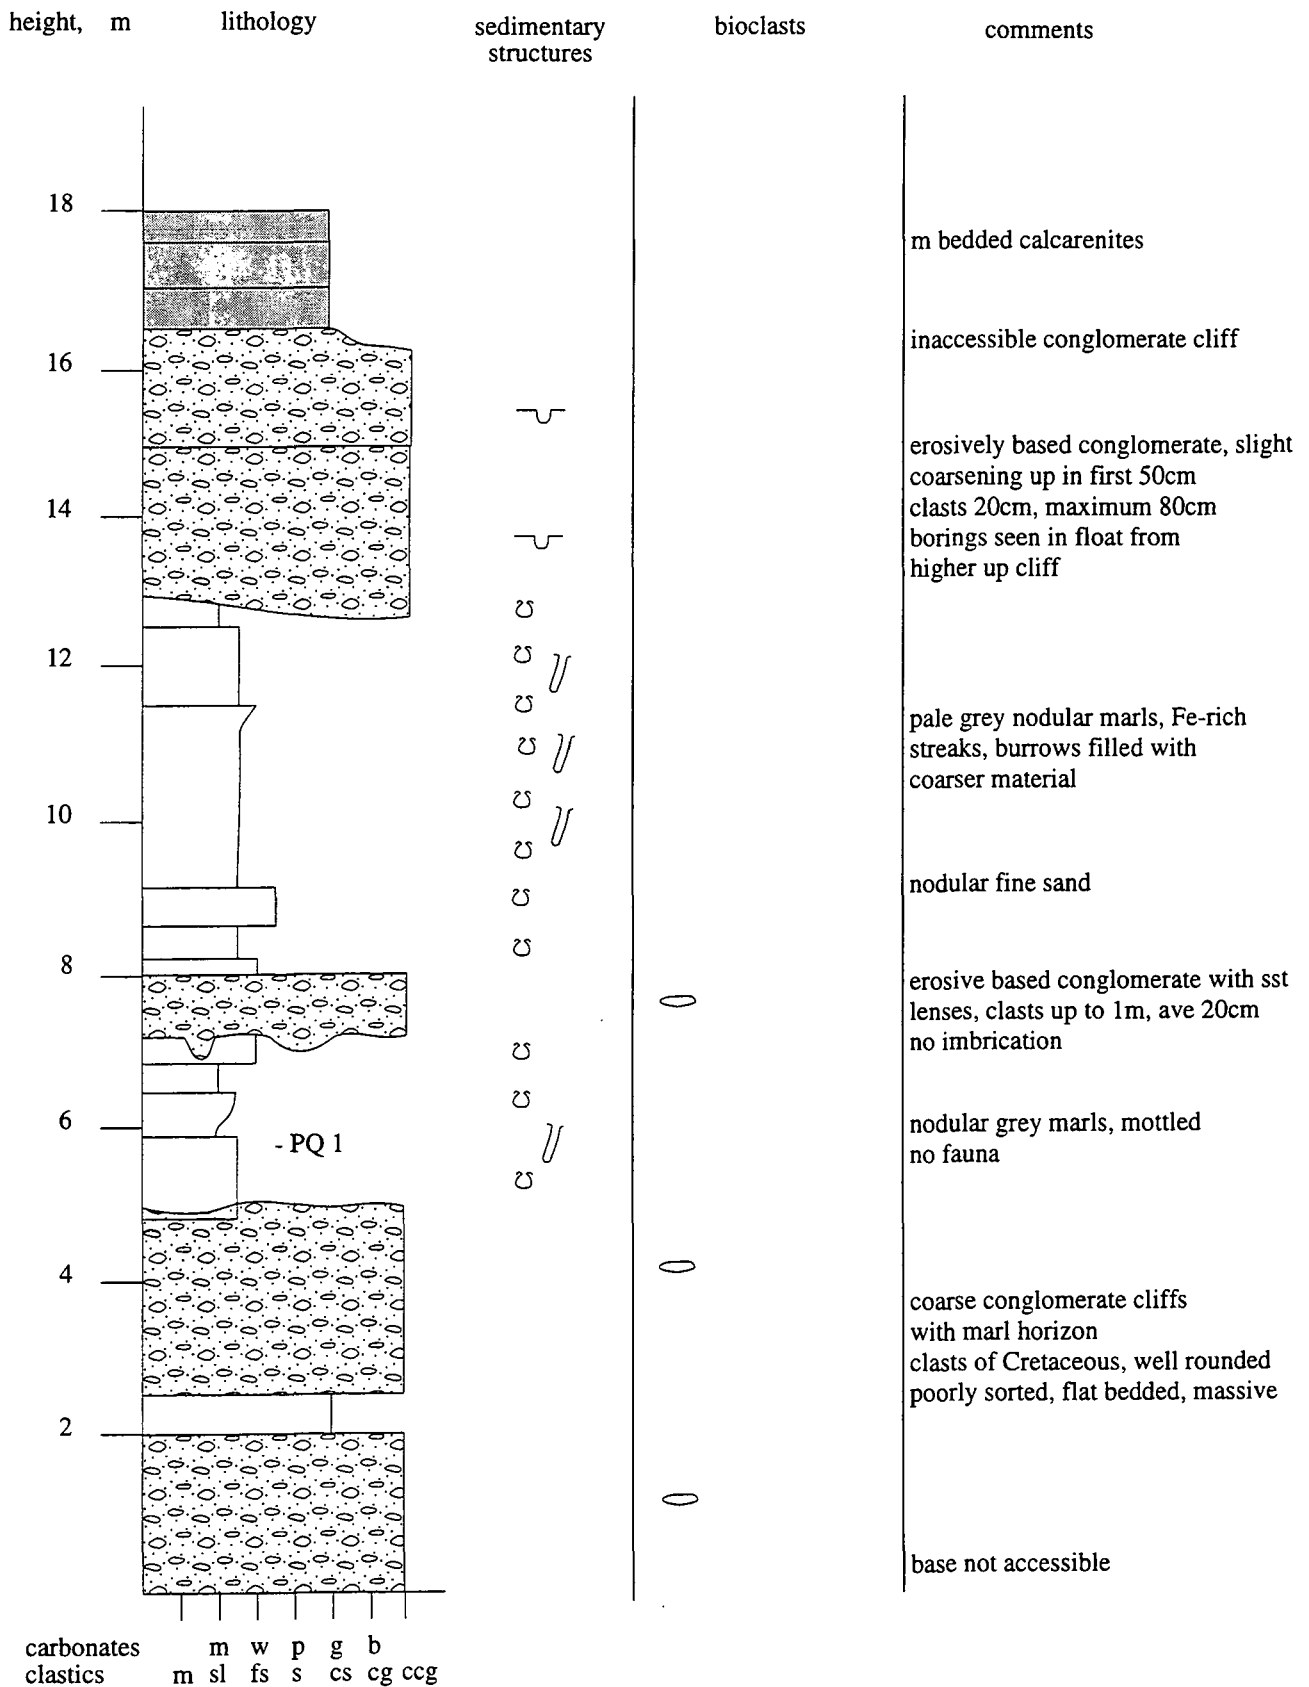 height, m lithology sedimentary structures bioclasts comments
18
m bedded calcarenites
inaccessible conglomerate cliff
16
erosively based conglomerate, slight
coarsening up in first 50cm
clasts 20cm, maximum 80cm
borings seen in float from
higher up cliff
14
12
pale grey nodular marls, Fe-rich
streaks, burrows filled with
coarser material
10
nodular fine sand
8
erosive based conglomerate with sst
lenses, clasts up to 1m, ave 20cm
no imbrication
6
- PQ 1
nodular grey marls, mottled
no fauna
4
coarse conglomerate cliffs
with marl horizon
clasts of Cretaceous, well rounded
poorly sorted, flat bedded, massive
2
base not accessible
carbonates m w p g b
clastics m sl fs s cs cg ccg